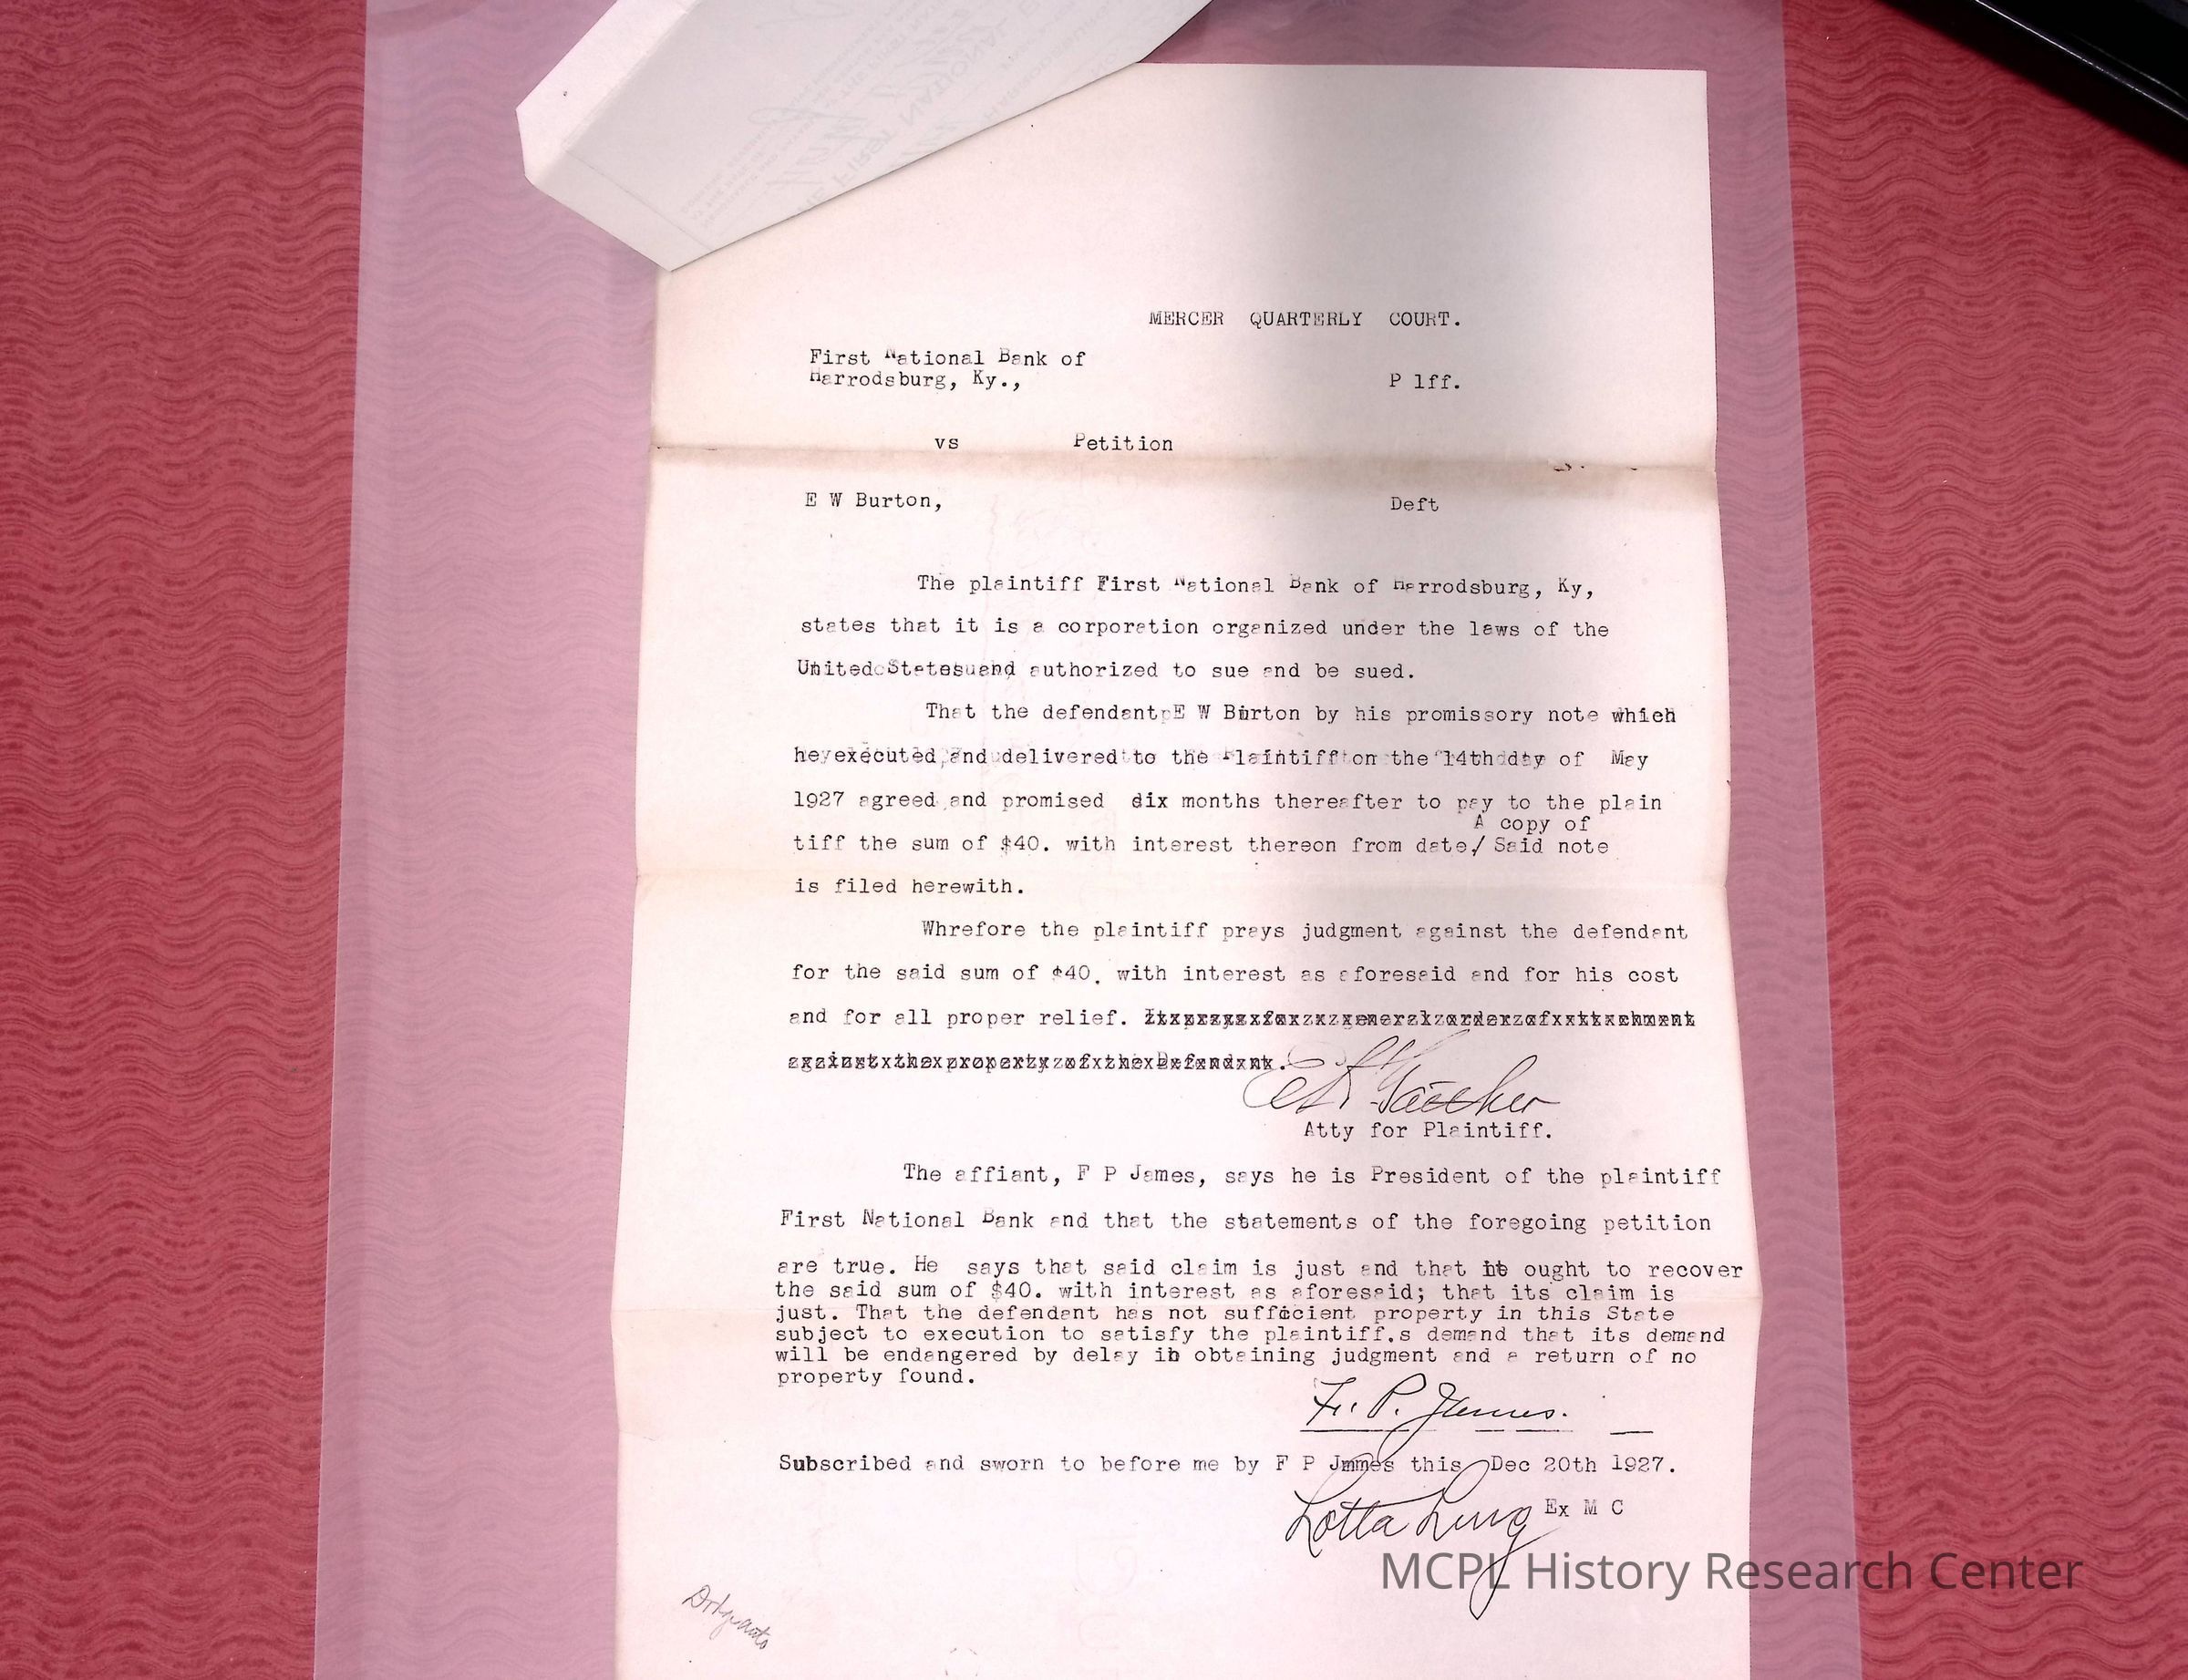 MERCER QUARTERLY COURT.
First National Bank of
Harrodsburg, Ky.,
P lff.
vs Petition
E W Burton,
Deft
The plaintiff First National Bank of Harrodsburg, Ky,
states that it is a corporation organized under the laws of the
United States and authorized to sue and be sued.
That the defendant E W Burton by his promissory note which
he executed and delivered to the Plaintiff on the 14th day of May
1927 agreed and promised six months thereafter to pay to the plain
A copy of
tiff the sum of $40. with interest thereon from date/ Said note
is filed herewith.
Whrefore the plaintiff prays judgment against the defendant
for the said sum of $40. with interest as aforesaid and for his cost
and for all proper relief.
Atty for Plaintiff.
The affiant, F P James, says he is President of the plaintiff
First National Bank and that the statements of the foregoing petition
are true. He says that said claim is just and that it ought to recover
the said sum of $40. with interest as aforesaid; that its claim is
just. That the defendant has not sufficient property in this State
subject to execution to satisfy the plaintiff.s demand that its demand
will be endangered by delay in obtaining judgment and a return of no
property found.
F. P. James.
Subscribed and sworn to before me by F P James this Dec 20th 1927.
Lotta Ex M C
MCPL History Research Center